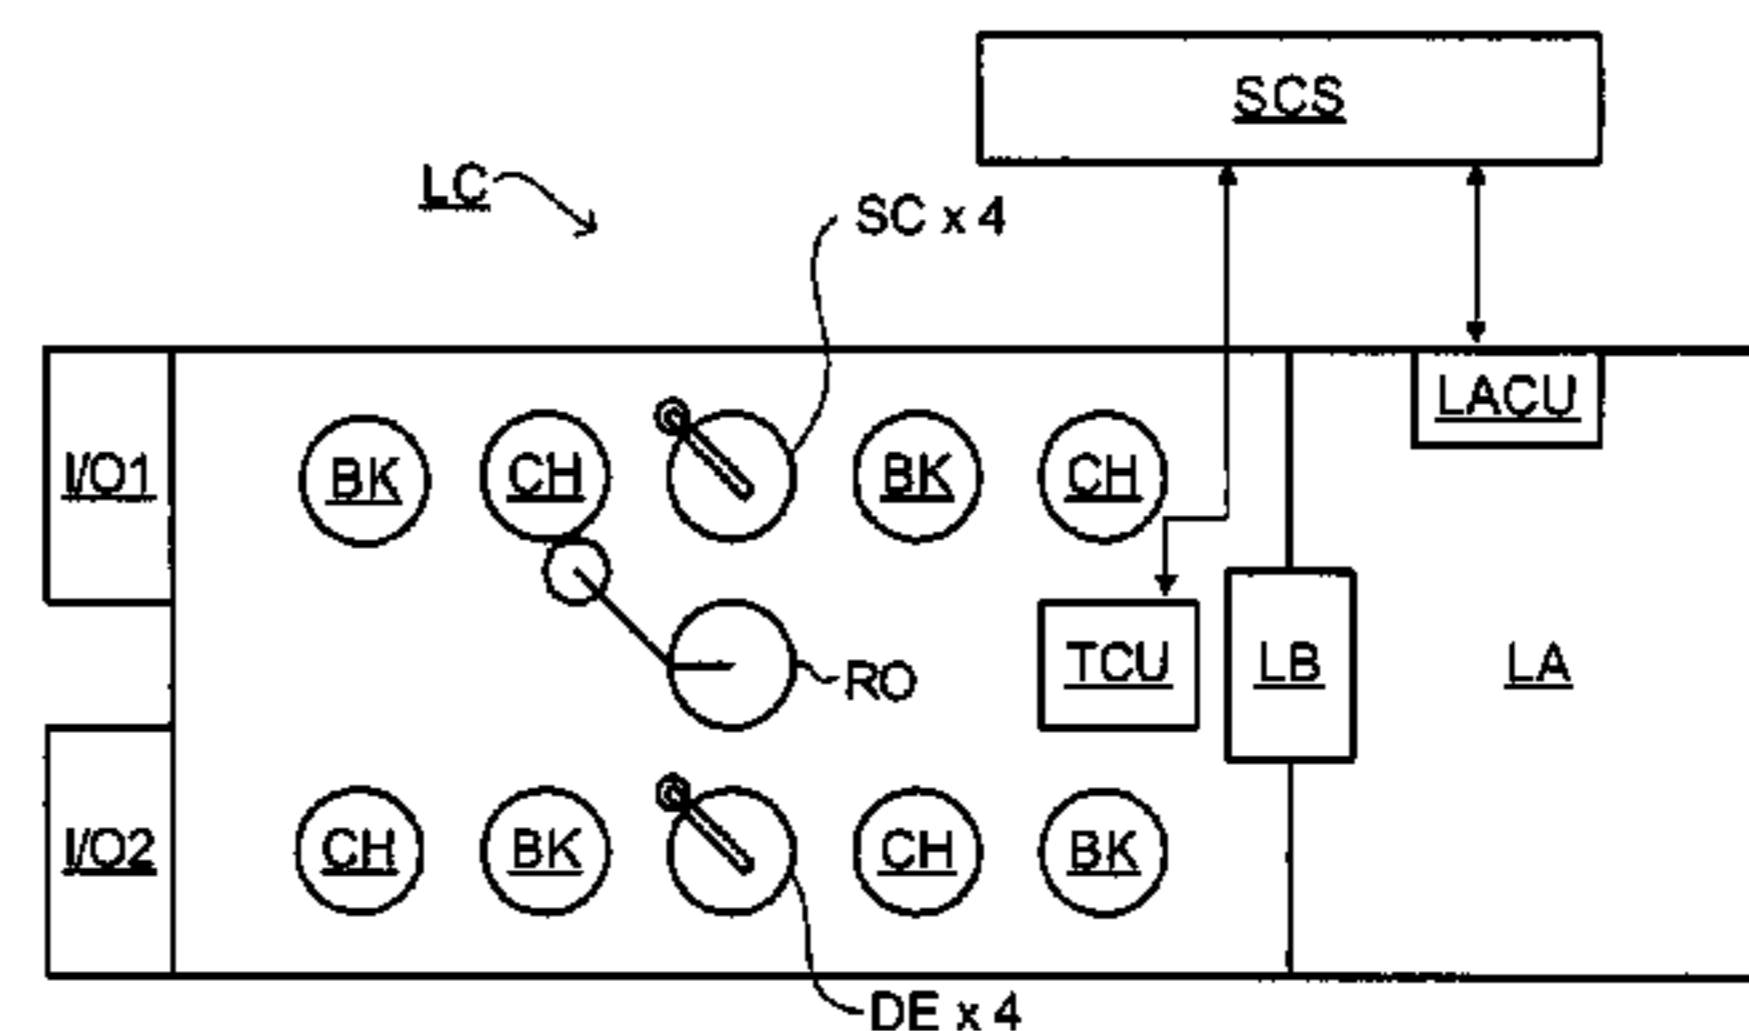 SCS
LC
SC x 4
LACU
I/O1
BK
CH
BK
CH
RO
TCU
LB
LA
I/O2
CH
BK
CH
BK
DE x 4